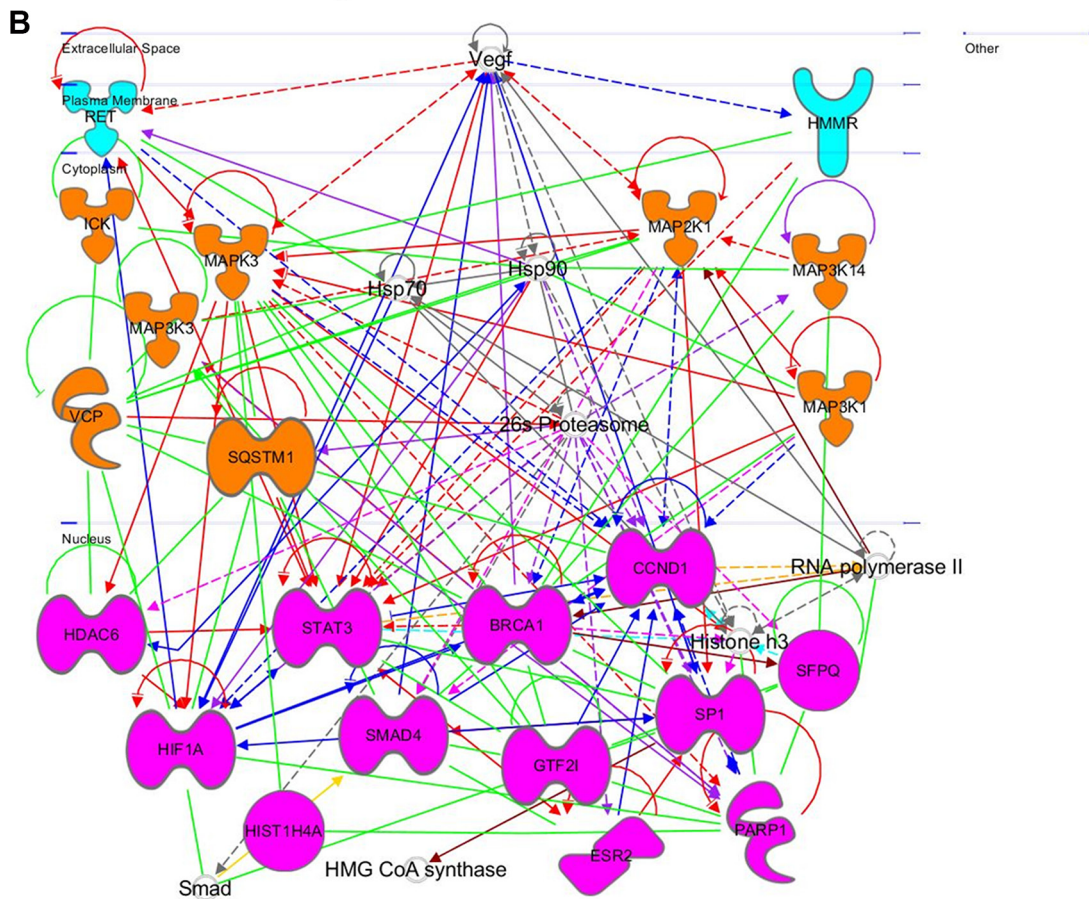 B
Extracellular Space
Other
Vegf
Plasma Membrane
RET
HMMR
Cytoplasm
ICK
MAPK3
MAP2K1
MAP3K14
Hsp90
Hsp70
MAP3K3
VCP
MAP3K1
26s Proteasome
SQSTM1
Nucleus
CCND1
RNA polymerase II
HDAC6
STAT3
BRCA1
Histone h3
SFPQ
SP1
HIF1A
SMAD4
GTF2I
HIST1H4A
PARP1
ESR2
HMG CoA synthase
Smad